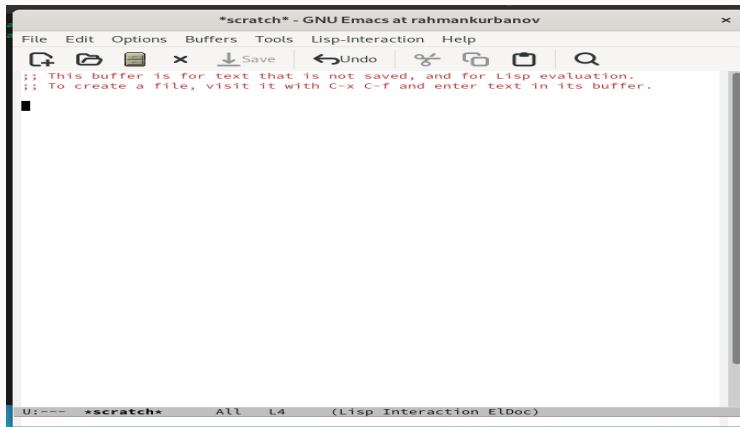 *scratch* - GNU Emacs at rahmankurbanov
File Edit Options Buffers Tools Lisp-Interaction Help
Save Undo
;; This buffer is for text that is not saved, and for Lisp evaluation.
;; To create a file, visit it with C-x C-f and enter text in its buffer.
U:--- *scratch* All L4 (Lisp Interaction ElDoc)